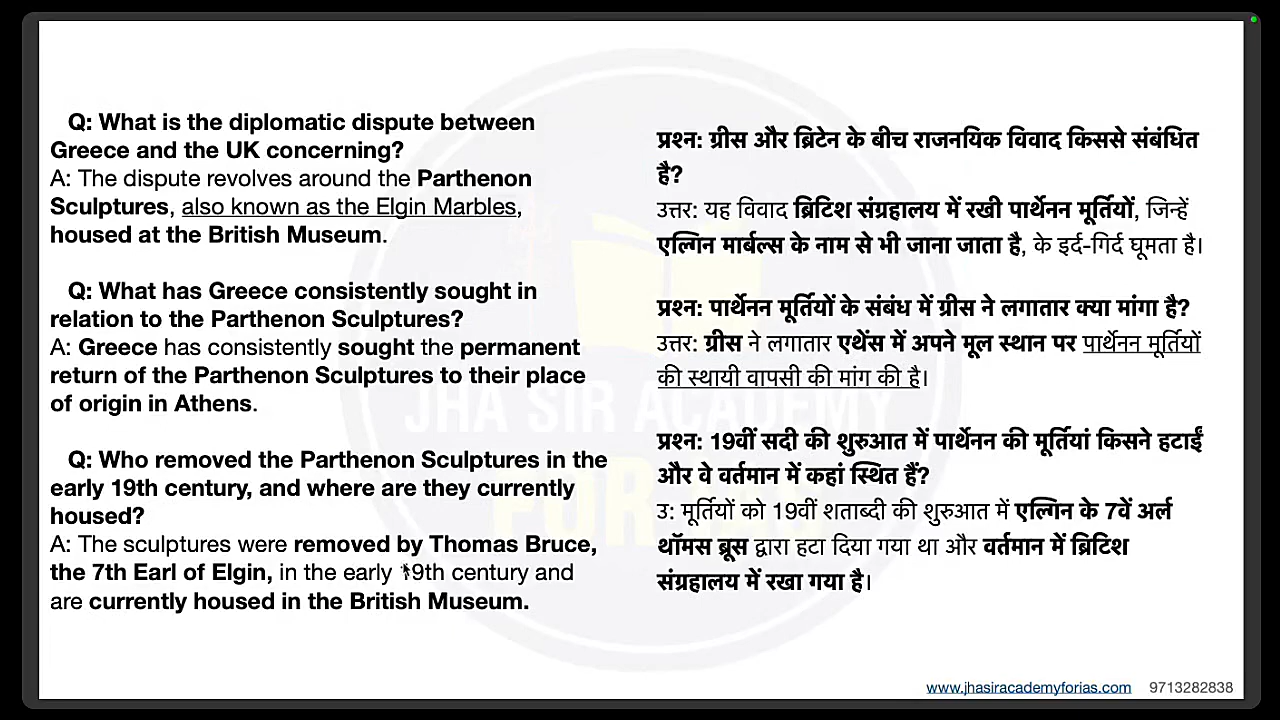 Q: What is the diplomatic dispute between
Greece and the UK concerning?
A: The dispute revolves around the Parthenon
Sculptures, also known as the Elgin Marbles,
housed at the British Museum.
Q: What has Greece consistently sought in
relation to the Parthenon Sculptures?
A: Greece has consistently sought the permanent
return of the Parthenon Sculptures to their place
of origin in Athens.
Q: Who removed the Parthenon Sculptures in the
early 19th century, and where are they currently
housed?
A: The sculptures were removed by Thomas Bruce,
the 7th Earl of Elgin, in the early 19th century and
are currently housed in the British Museum.
प्रश्न: ग्रीस और ब्रिटेन के बीच राजनयिक विवाद किससे संबंधित
है?
उत्तर: यह विवाद ब्रिटिश संग्रहालय में रखी पार्थेनन मूर्तियों, जिन्हें
एल्गिन मार्बल्स के नाम से भी जाना जाता है, के इर्द-गिर्द घूमता है।
प्रश्न: पार्थेनन मूर्तियों के संबंध में ग्रीस ने लगातार क्या मांगा है?
उत्तर: ग्रीस ने लगातार एथेंस में अपने मूल स्थान पर पार्थेनन मूर्तियों
की स्थायी वापसी की मांग की है।
प्रश्न: 19वीं सदी की शुरुआत में पार्थेनन की मूर्तियां किसने हटाईं
और वे वर्तमान में कहां स्थित हैं?
उ: मूर्तियों को 19वीं शताब्दी की शुरुआत में एल्गिन के 7वें अर्ल
थॉमस ब्रूस द्वारा हटा दिया गया था और वर्तमान में ब्रिटिश
संग्रहालय में रखा गया है।
JHA SIR ACADEMY
FOR IAS
www.jhasiracademyforias.com 9713282838